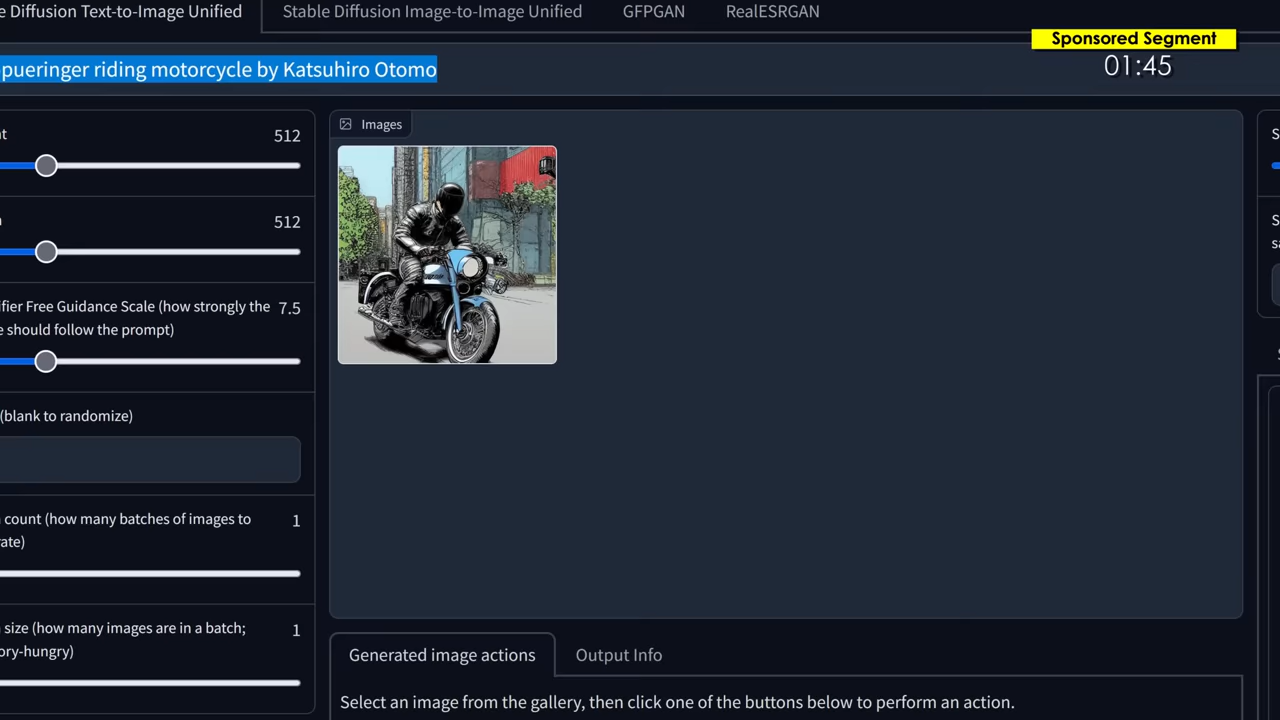 e Diffusion Text-to-Image Unified
Stable Diffusion Image-to-Image Unified
GFPGAN
RealESRGAN
Sponsored Segment
01:45
pueringer riding motorcycle by Katsuhiro Otomo
t
512
512
ifier Free Guidance Scale (how strongly the
e should follow the prompt)
7.5
(blank to randomize)
count (how many batches of images to
rate)
1
size (how many images are in a batch;
ory-hungry)
1
Images
Generated image actions
Output Info
Select an image from the gallery, then click one of the buttons below to perform an action.
S
S
sa